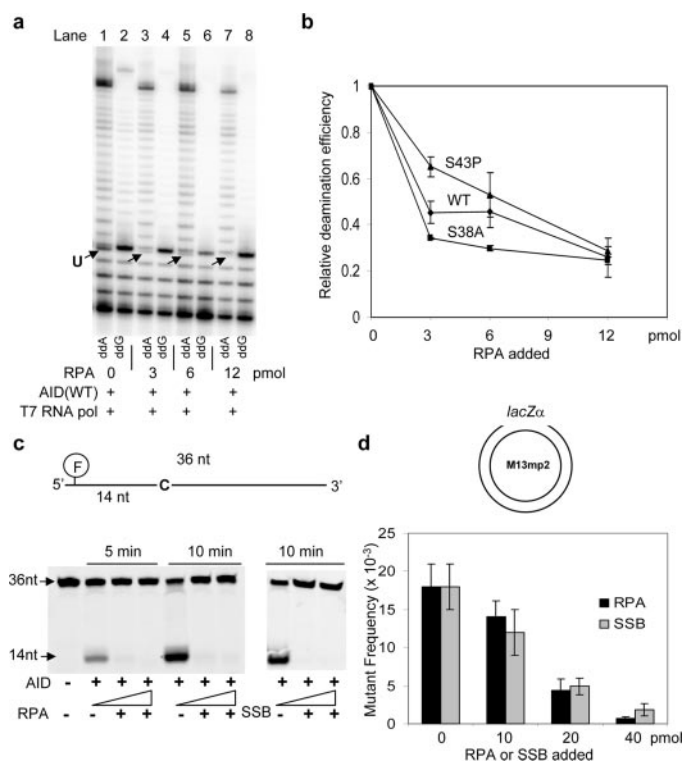 a
Lane 1 2 3 4 5 6 7 8
U
ddA ddG ddA ddG ddA ddG ddA ddG
RPA 0 3 6 12 pmol
AID(WT) + + + +
T7 RNA pol + + + +
b
Relative deamination efficiency
1
0.8
0.6
0.4
0.2
0
S43P
WT
S38A
0 3 6 9 12 pmol
RPA added
c
36 nt
F
5' C 3'
14 nt
5 min 10 min 10 min
36nt
14nt
AID - + + + + + + + + +
RPA - - + + - + + SSB - + +
d
lacZα
M13mp2
Mutant Frequency (x 10-3)
25
20
15
10
5
0
RPA
SSB
0 10 20 40 pmol
RPA or SSB added